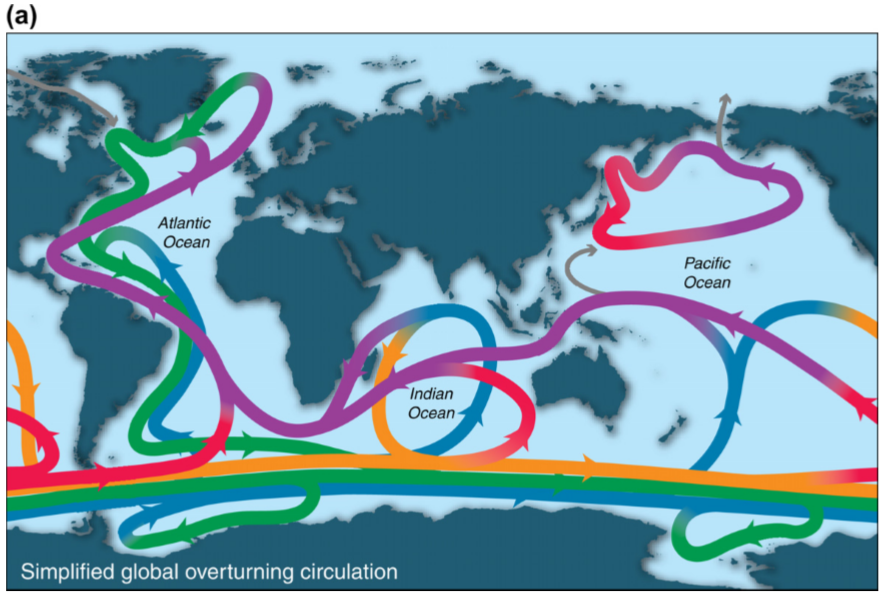 (a)
Atlantic
Ocean
Pacific
Ocean
Indian
Ocean
Simplified global overturning circulation